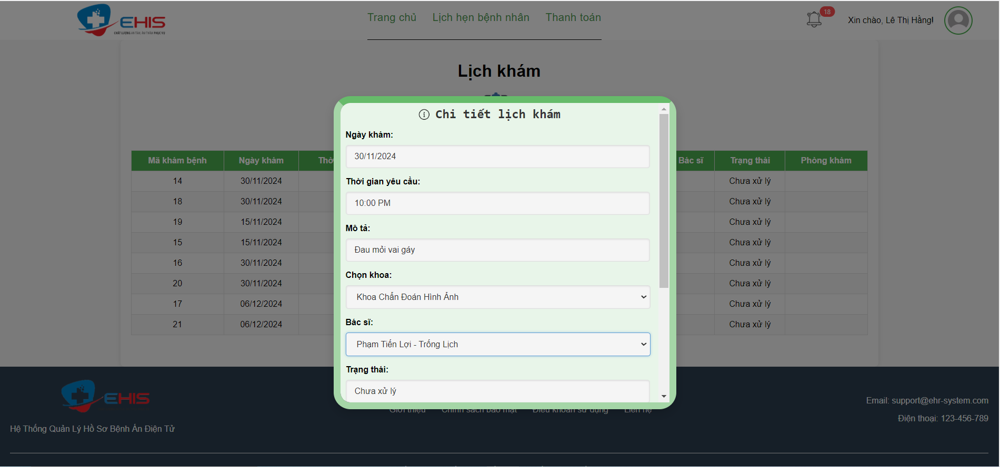 EHIS
CHẤT LƯỢNG AN TÂM, ÂN THẦM PHỤC VỤ
Trang chủ Lịch hẹn bệnh nhân Thanh toán
18
Xin chào, Lê Thị Hằng!
Lịch khám
Mã khám bệnh Ngày khám Bác sĩ Trạng thái Phòng khám
14 30/11/2024 Chưa xử lý
18 30/11/2024 Chưa xử lý
19 15/11/2024 Chưa xử lý
15 15/11/2024 Chưa xử lý
16 30/11/2024 Chưa xử lý
20 30/11/2024 Chưa xử lý
17 06/12/2024 Chưa xử lý
21 06/12/2024 Chưa xử lý
Chi tiết lịch khám
Ngày khám:
30/11/2024
Thời gian yêu cầu:
10:00 PM
Mô tả:
Đau mỏi vai gáy
Chọn khoa:
Khoa Chẩn Đoán Hình Ảnh
Bác sĩ:
Phạm Tiến Lợi - Trống Lịch
Trạng thái:
Chưa xử lý
EHIS
Hệ Thống Quản Lý Hồ Sơ Bệnh Án Điện Tử
Giới thiệu Chính sách bảo mật Điều khoản sử dụng Liên hệ
Email: support@ehr-system.com
Điện thoại: 123-456-789